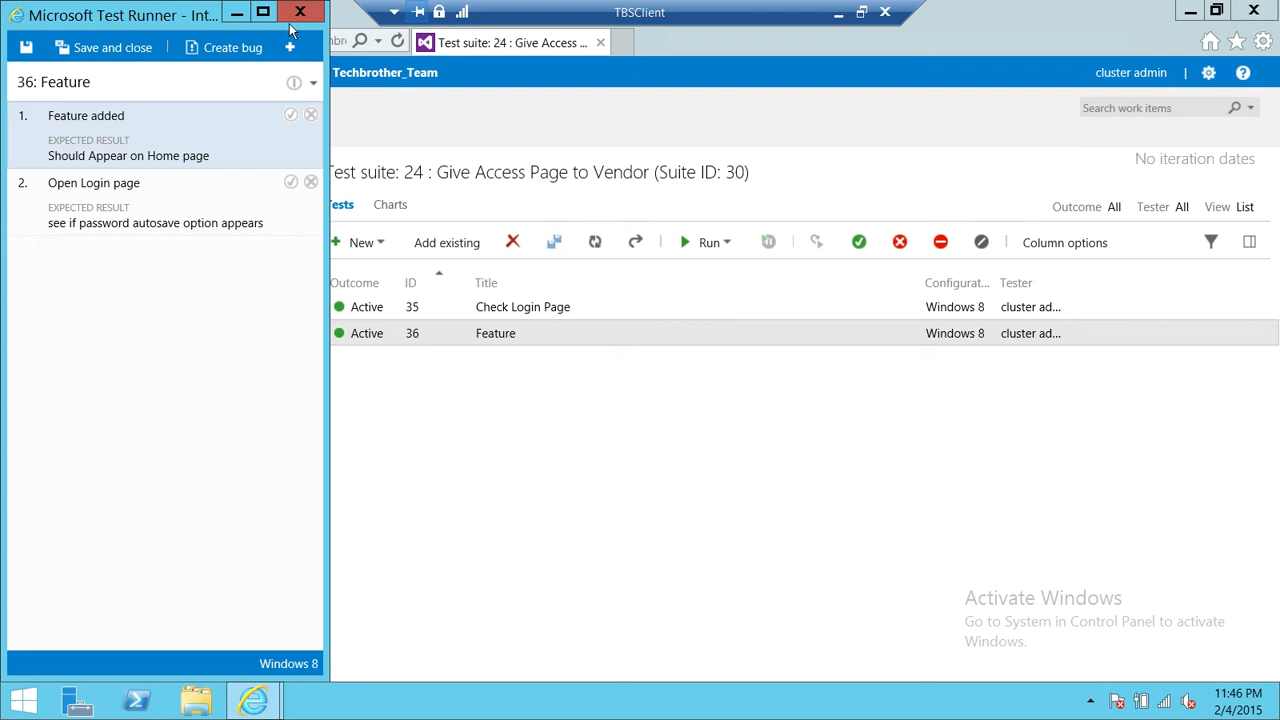 Microsoft Test Runner - Int...
Save and close
Create bug
36: Feature
1. Feature added
EXPECTED RESULT
Should Appear on Home page
2. Open Login page
EXPECTED RESULT
see if password autosave option appears
Windows 8
TBSClient
Test suite: 24 : Give Access ...
Techbrother_Team
cluster admin
Search work items
No iteration dates
Test suite: 24 : Give Access Page to Vendor (Suite ID: 30)
Tests Charts
Outcome All Tester All View List
New Add existing Run Column options
Outcome ID Title Configurat... Tester
Active 35 Check Login Page Windows 8 cluster ad...
Active 36 Feature Windows 8 cluster ad...
Activate Windows
Go to System in Control Panel to activate
Windows.
11:46 PM
2/4/2015